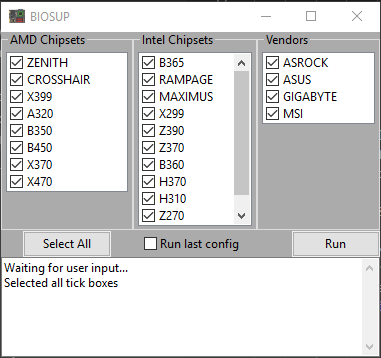 BIOSUP
AMD Chipsets
ZENITH
CROSSHAIR
X399
A320
B350
B450
X370
X470
Intel Chipsets
B365
RAMPAGE
MAXIMUS
X299
Z390
Z370
B360
H370
H310
Z270
Vendors
ASROCK
ASUS
GIGABYTE
MSI
Select All
Run last config
Run
Waiting for user input...
Selected all tick boxes